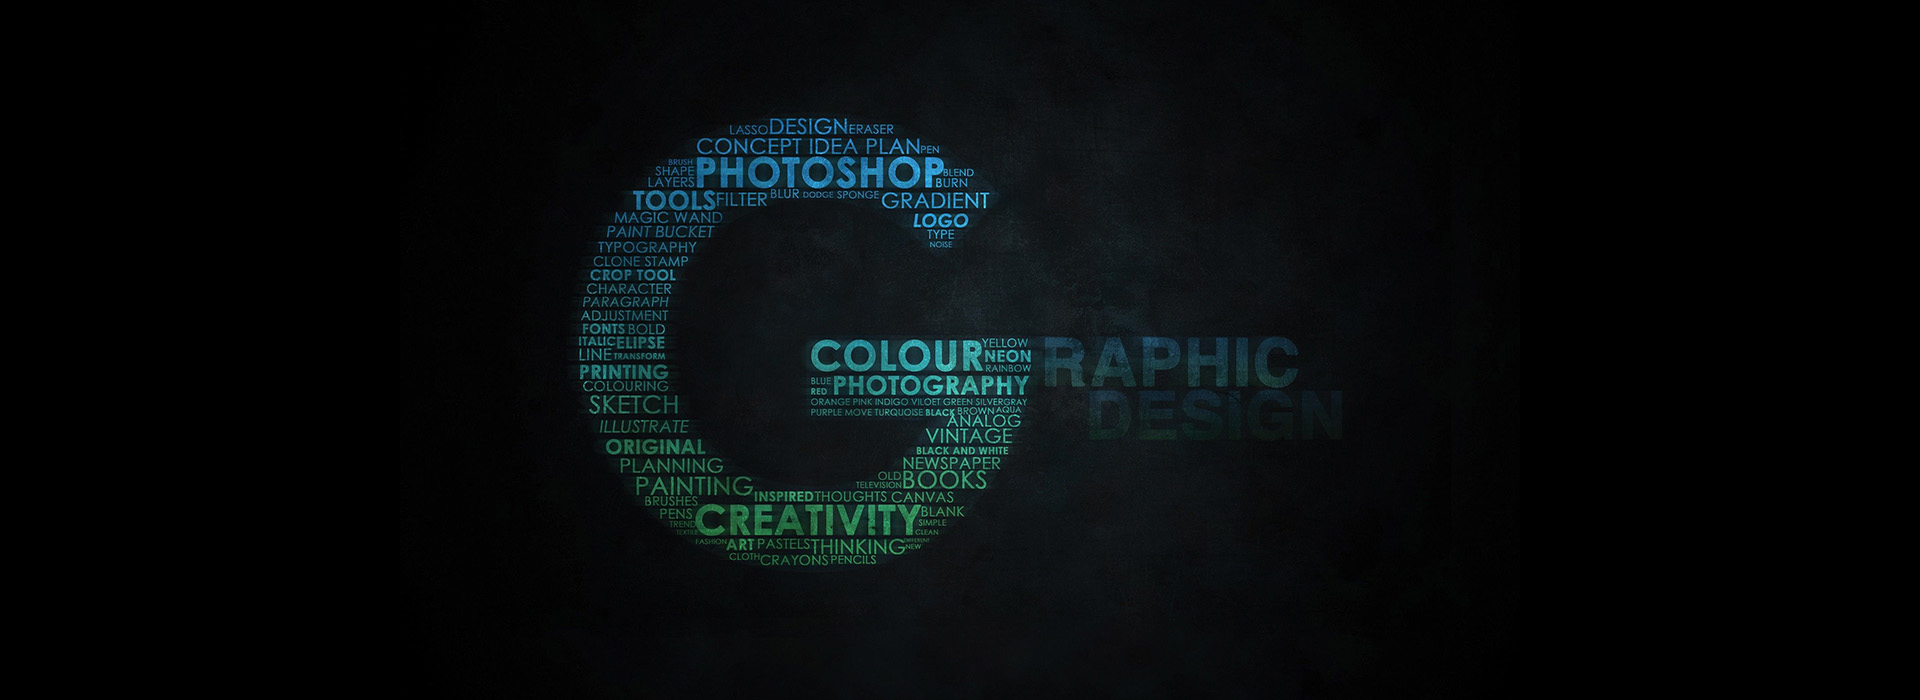 LASSO DESIGN ERASER
CONCEPT IDEA PLAN PEN
BRUSH
SHAPE PHOTOSHOP BLEND
LAYERS BURN
TOOLS FILTER BLUR DODGE SPONGE GRADIENT
MAGIC WAND LOGO
PAINT BUCKET TYPE
TYPOGRAPHY NOISE
CLONE STAMP
CROP TOOL
CHARACTER
PARAGRAPH
ADJUSTMENT
FONTS BOLD
ITALIC ELIPSE
LINE TRANSFORM
PRINTING
COLOURING
SKETCH
ILLUSTRATE
ORIGINAL
PLANNING
PAINTING
COLOUR YELLOW
NEON
RAINBOW
RAPHIC
DESIGN
BLUE PHOTOGRAPHY
RED
ORANGE PINK INDIGO VILOET GREEN SILVERGRAY
PURPLE MOVE TURQUOISE BLACK BROWN AQUA
ANALOG
VINTAGE
BLACK AND WHITE
NEWSPAPER
OLD BOOKS
TELEVISION
INSPIRED THOUGHTS CANVAS
BRUSHES
PENS CREATIVITY BLANK
TREND SIMPLE
TEXTILE CLEAN
FASHION ART PASTELS THINKING DIFFERENT
NEW
CLOTH CRAYONS PENCILS